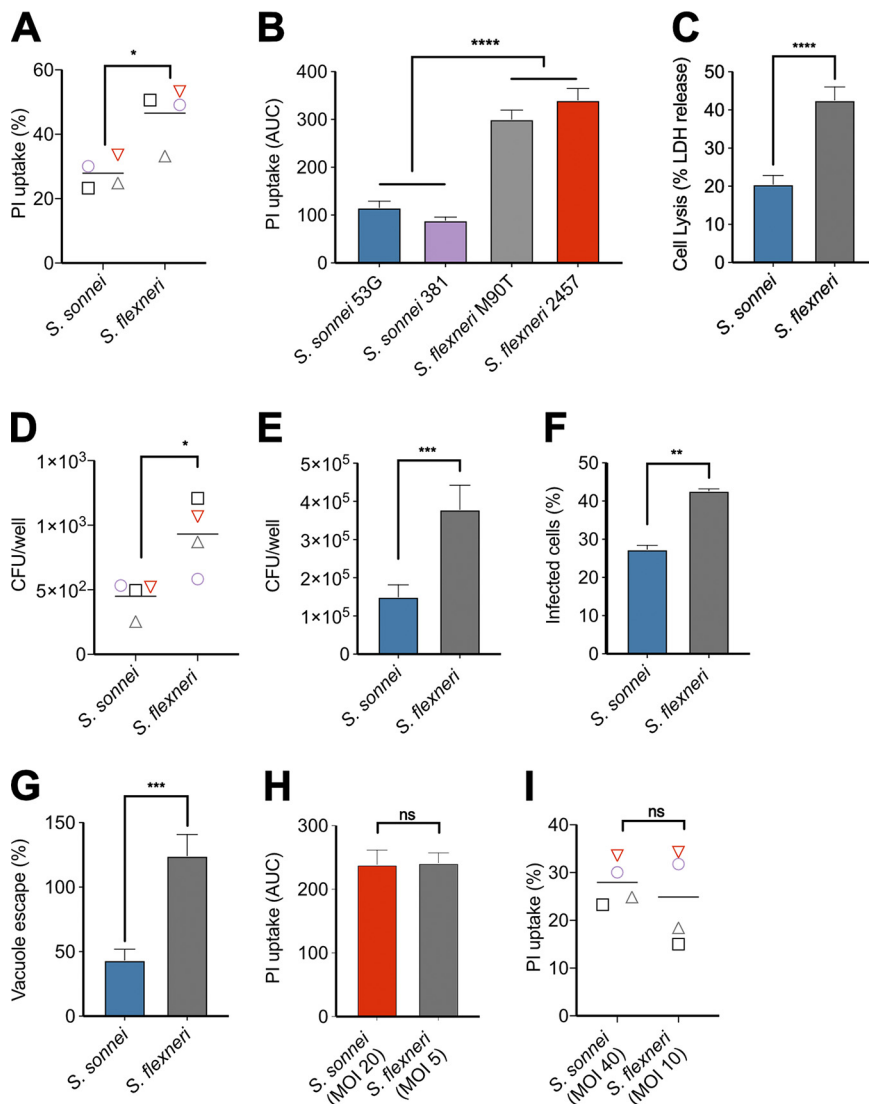 A
*
PI uptake (%)
60
40
20
0
S. sonnei
S. flexneri
B
****
PI uptake (AUC)
400
300
200
100
0
S. sonnei 53G
S. sonnei 381
S. flexneri M90T
S. flexneri 2457
C
****
Cell Lysis (% LDH release)
50
40
30
20
10
0
S. sonnei
S. flexneri
D
*
CFU/well
1×10³
1×10³
5×10²
0
S. sonnei
S. flexneri
E
***
CFU/well
5×10⁵
4×10⁵
2×10⁵
1×10⁵
0
S. sonnei
S. flexneri
F
**
Infected cells (%)
50
40
30
20
10
0
S. sonnei
S. flexneri
G
***
Vacuole escape (%)
150
100
50
0
S. sonnei
S. flexneri
H
ns
PI uptake (AUC)
300
200
100
0
S. sonnei
(MOI 20)
S. flexneri
(MOI 5)
I
ns
PI uptake (%)
40
30
20
10
0
S. sonnei
(MOI 40)
S. flexneri
(MOI 10)